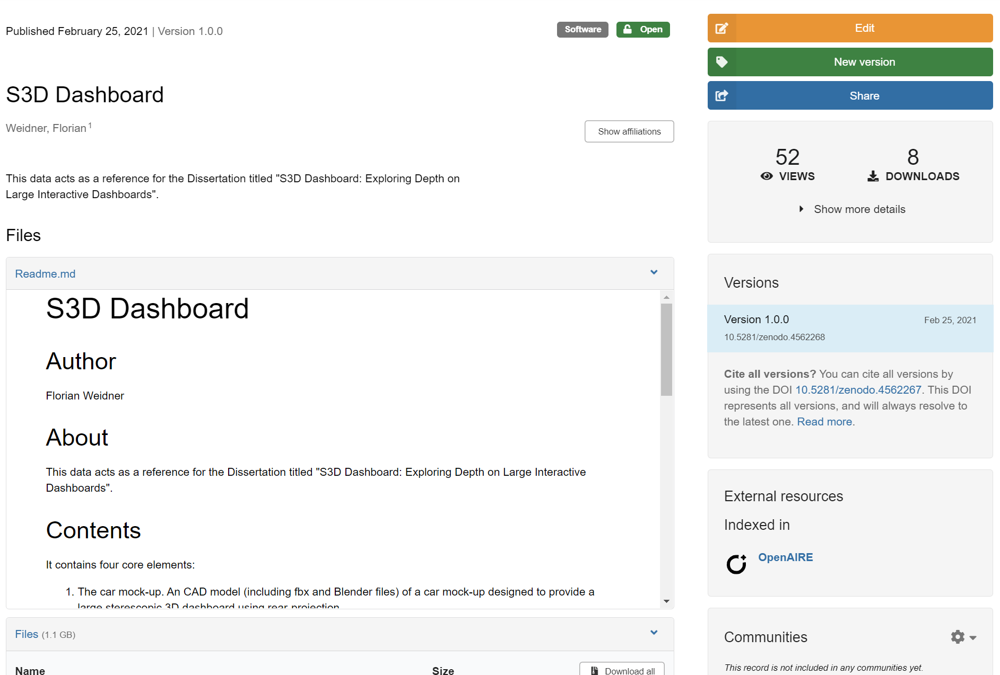 Published February 25, 2021 | Version 1.0.0
Software
Open
S3D Dashboard
Weidner, Florian1
Show affiliations
This data acts as a reference for the Dissertation titled "S3D Dashboard: Exploring Depth on
Large Interactive Dashboards".
Files
Readme.md
S3D Dashboard
Author
Florian Weidner
About
This data acts as a reference for the Dissertation titled "S3D Dashboard: Exploring Depth on Large Interactive
Dashboards".
Contents
It contains four core elements:
1. The car mock-up. An CAD model (including fbx and Blender files) of a car mock-up designed to provide a
large sterescopic 3D dashboard using rear-projection
Files (1.1 GB)
Name
Size
Download all
Edit
New version
Share
52
VIEWS
8
DOWNLOADS
Show more details
Versions
Version 1.0.0
Feb 25, 2021
10.5281/zenodo.4562268
Cite all versions? You can cite all versions by
using the DOI 10.5281/zenodo.4562267. This DOI
represents all versions, and will always resolve to
the latest one. Read more.
External resources
Indexed in
OpenAIRE
Communities
This record is not included in any communities yet.